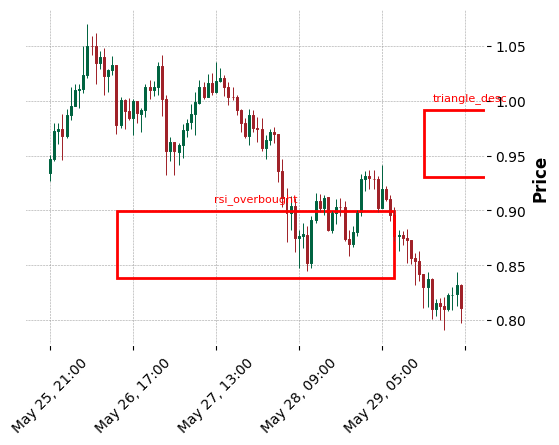 triangle_desc
rsi_overbought
1.05
1.00
0.95
0.90
0.85
0.80
Price
May 25, 21:00
May 26, 17:00
May 27, 13:00
May 28, 09:00
May 29, 05:00